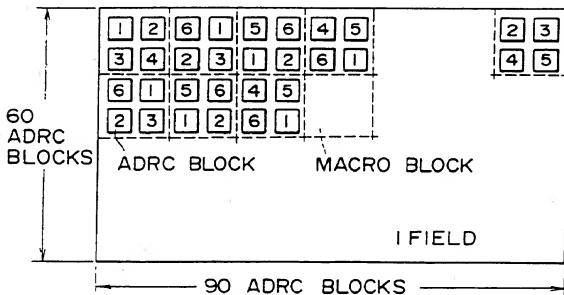 1 2 6 1 5 6 4 5 2 3
3 4 2 3 1 2 6 1 4 5
6 1 5 6 4 5
2 3 1 2 6 1
60
ADRC
BLOCKS
ADRC BLOCK MACRO BLOCK
1 FIELD
90 ADRC BLOCKS